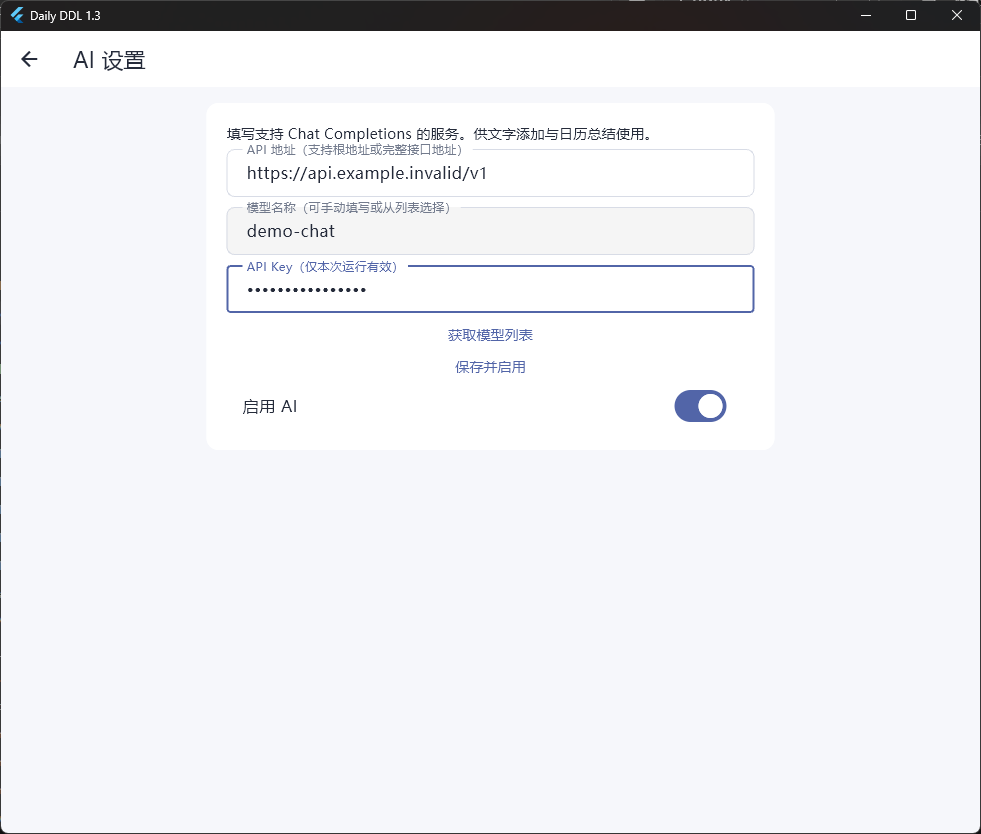 Daily DDL 1.3
AI 设置
填写支持 Chat Completions 的服务。供文字添加与日历总结使用。
API 地址（支持根地址或完整接口地址）
https://api.example.invalid/v1
模型名称（可手动填写或从列表选择）
demo-chat
API Key（仅本次运行有效）
••••••••••••••••
获取模型列表
保存并启用
启用 AI